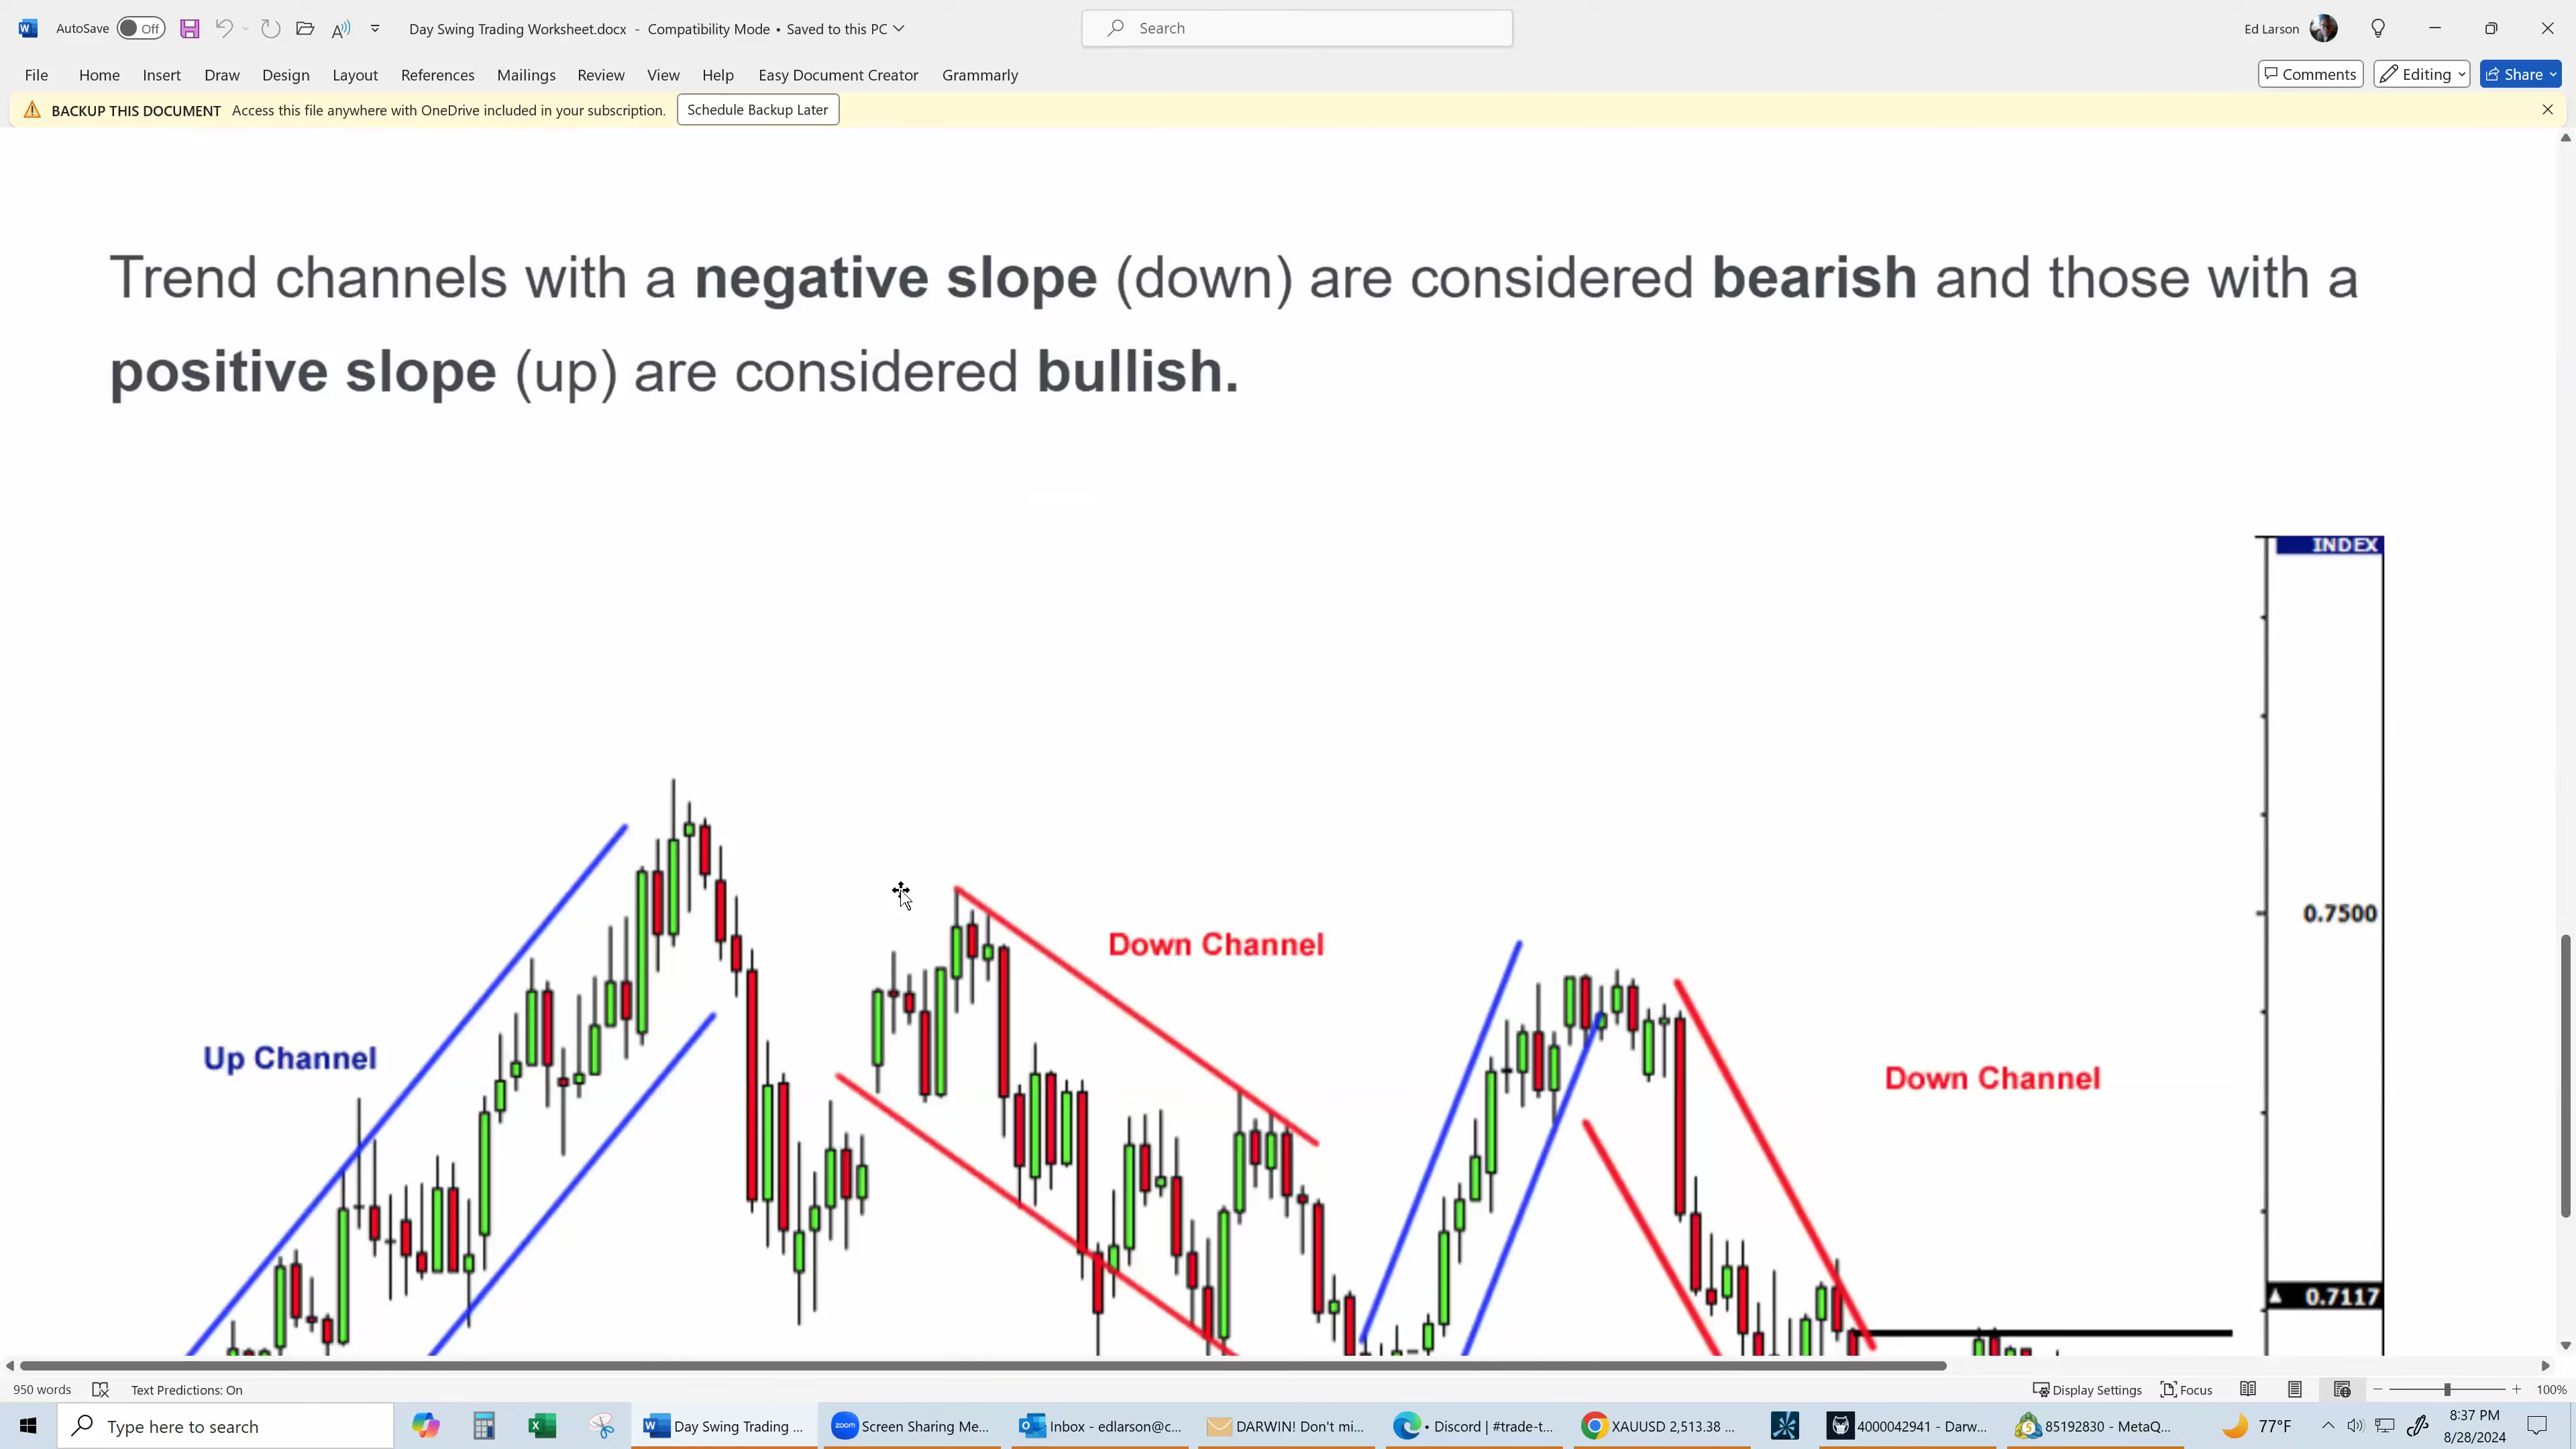 AutoSave Off Day Swing Trading Worksheet.docx - Compatibility Mode • Saved to this PC Search Ed Larson
File Home Insert Draw Design Layout References Mailings Review View Help Easy Document Creator Grammarly Comments Editing Share
BACKUP THIS DOCUMENT Access this file anywhere with OneDrive included in your subscription. Schedule Backup Later
Trend channels with a negative slope (down) are considered bearish and those with a
positive slope (up) are considered bullish.
INDEX
0.7500
Down Channel
Up Channel
Down Channel
0.7117
950 words Text Predictions: On Display Settings Focus 100%
Type here to search Day Swing Trading ... zoom Screen Sharing Me... Inbox - edlarson@c... DARWIN! Don't mi... • Discord | #trade-t... XAUUSD 2,513.38 ... 4000042941 - Darw... 85192830 - MetaQ... 77°F 8:37 PM
8/28/2024